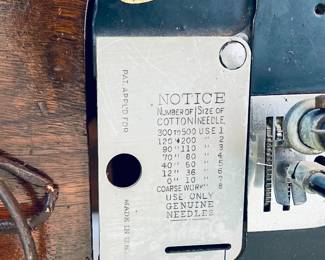 NOTICE
NUMBER OF SIZE OF
COTTON NEEDLE
300 TO 500 USE 1
120 " 200 " 2
90 " 110 " 3
70 " 80 " 4
40 " 60 " 5
12 " 36 " 6
0 " 10 " 7
COARSE WORK " 8
USE ONLY
GENUINE
NEEDLES
PAT. APPL'D FOR
MADE IN U.S.